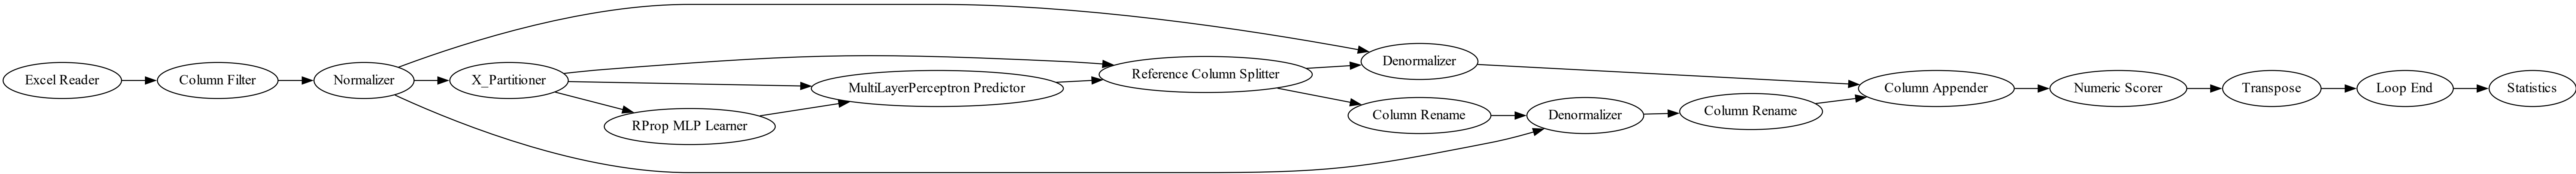 Excel Reader
Column Filter
Normalizer
X_Partitioner
RProp MLP Learner
MultiLayerPerceptron Predictor
Reference Column Splitter
Denormalizer
Column Rename
Denormalizer
Column Rename
Column Appender
Numeric Scorer
Transpose
Loop End
Statistics